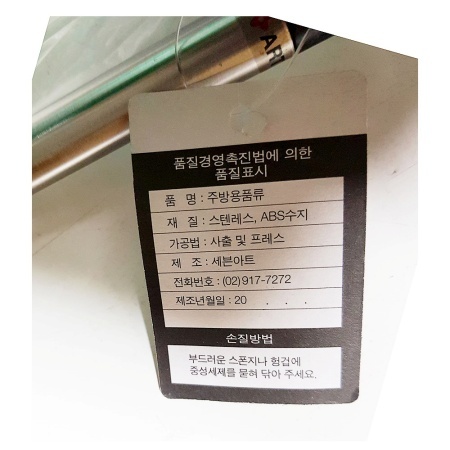 ART
품질경영촉진법에 의한
품질표시
품 명 : 주방용품류
재 질 : 스텐레스, ABS수지
가공법 : 사출 및 프레스
제 조 : 세븐아트
전화번호 : (02)917-7272
제조년월일 : 20 . . .
손질방법
부드러운 스폰지나 헝겁에
중성세제를 묻혀 닦아 주세요.